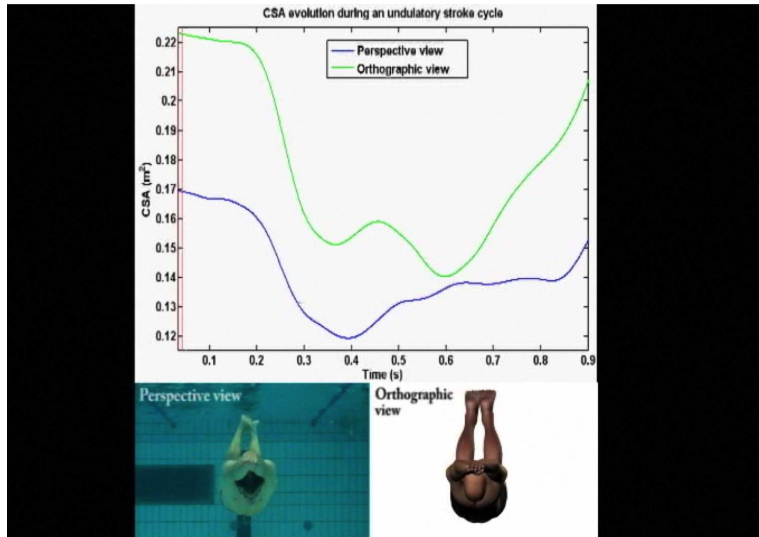 CSA evolution during an undulatory stroke cycle
Perspective view
Orthographic view
0.22
0.21
0.2
0.19
0.18
0.17
0.16
0.15
0.14
0.13
0.12
CSA (m²)
0.1 0.2 0.3 0.4 0.5 0.6 0.7 0.8 0.9
Time (s)
Perspective view
Orthographic
view